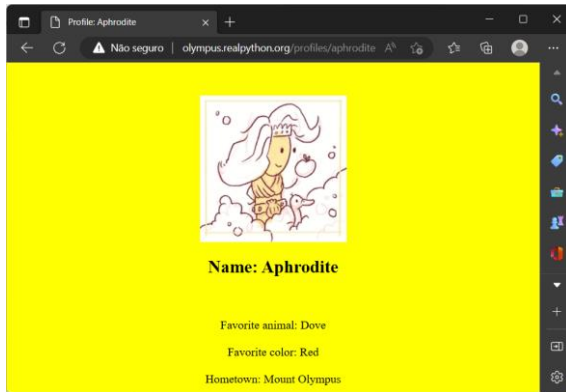 Profile: Aphrodite
Não seguro | olympus.realpython.org/profiles/aphrodite
Name: Aphrodite
Favorite animal: Dove
Favorite color: Red
Hometown: Mount Olympus